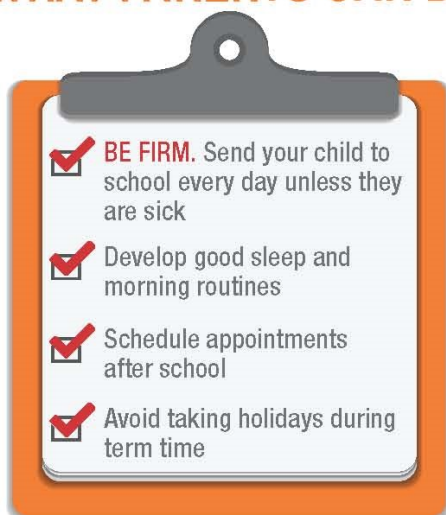 BE FIRM. Send your child to
school every day unless they
are sick
Develop good sleep and
morning routines
Schedule appointments
after school
Avoid taking holidays during
term time